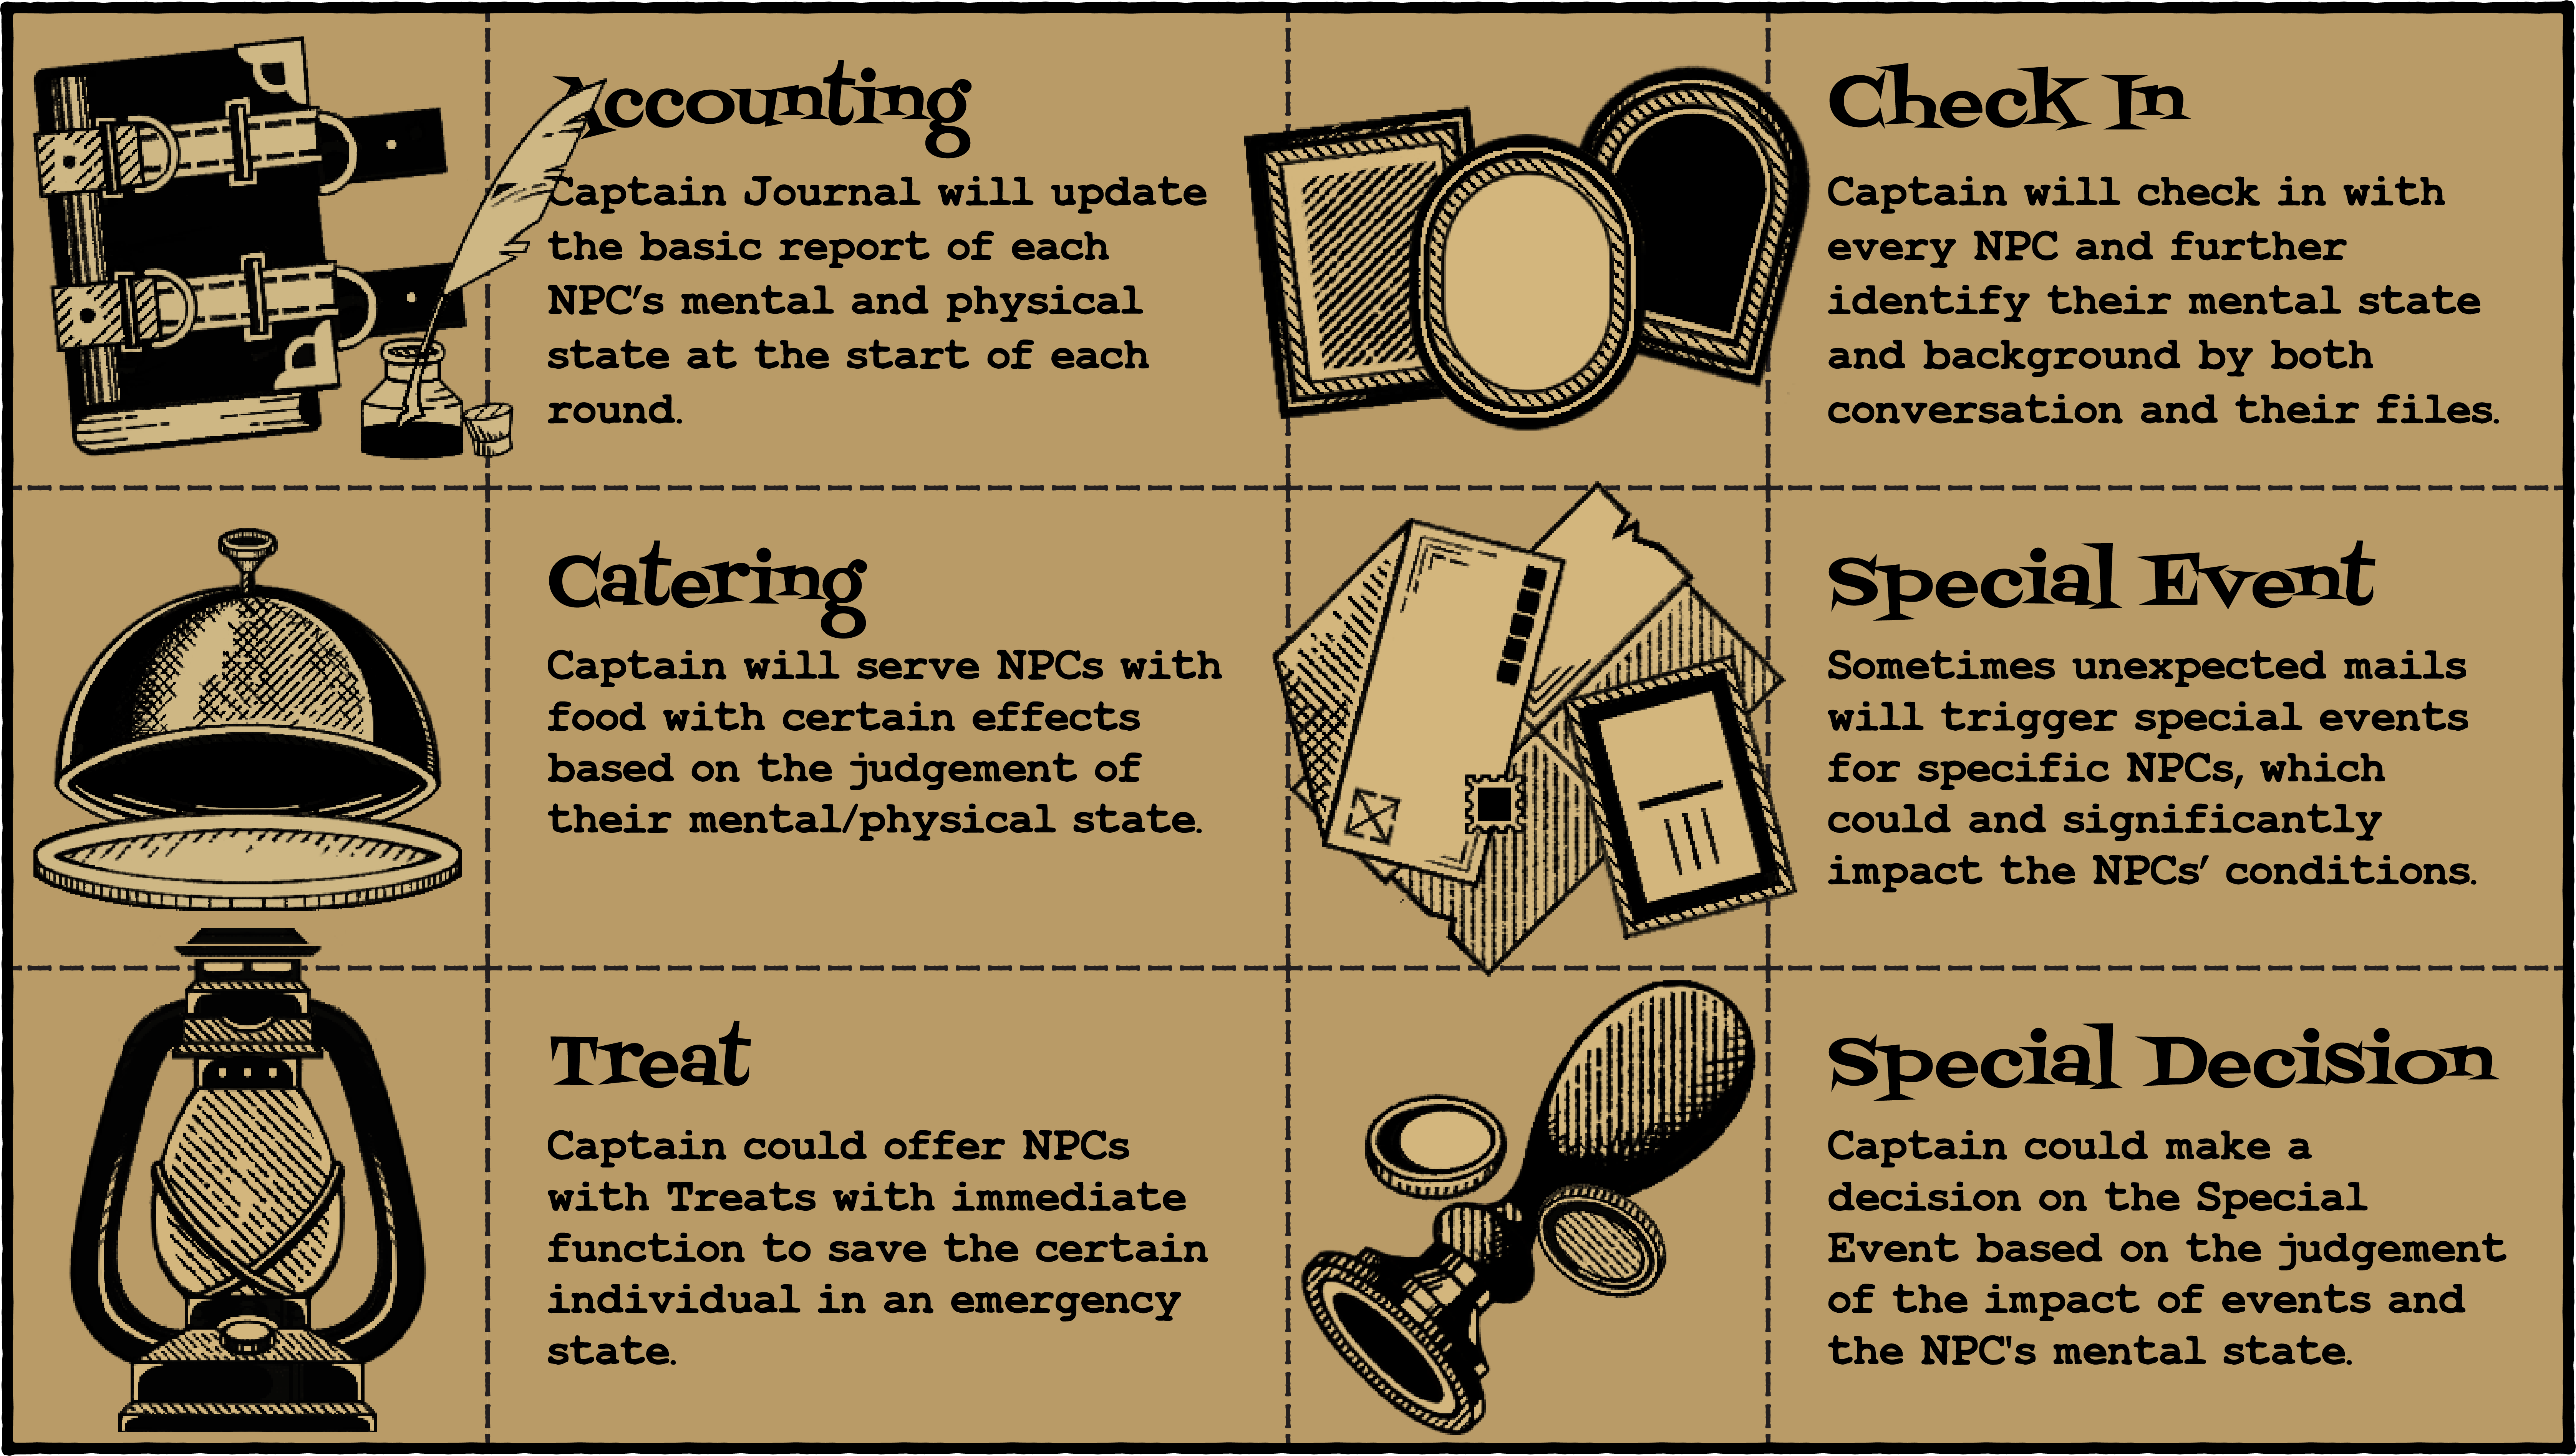 Accounting
Captain Journal will update
the basic report of each
NPC’s mental and physical
state at the start of each
round.
Check In
Captain will check in with
every NPC and further
identify their mental state
and background by both
conversation and their files.
Catering
Captain will serve NPCs with
food with certain effects
based on the judgement of
their mental/physical state.
Special Event
Sometimes unexpected mails
will trigger special events
for specific NPCs, which
could and significantly
impact the NPCs’ conditions.
Treat
Captain could offer NPCs
with Treats with immediate
function to save the certain
individual in an emergency
state.
Special Decision
Captain could make a
decision on the Special
Event based on the judgement
of the impact of events and
the NPC's mental state.